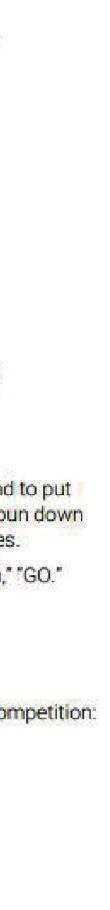 nd to put
oun down
es.
," "GO."
ompetition: